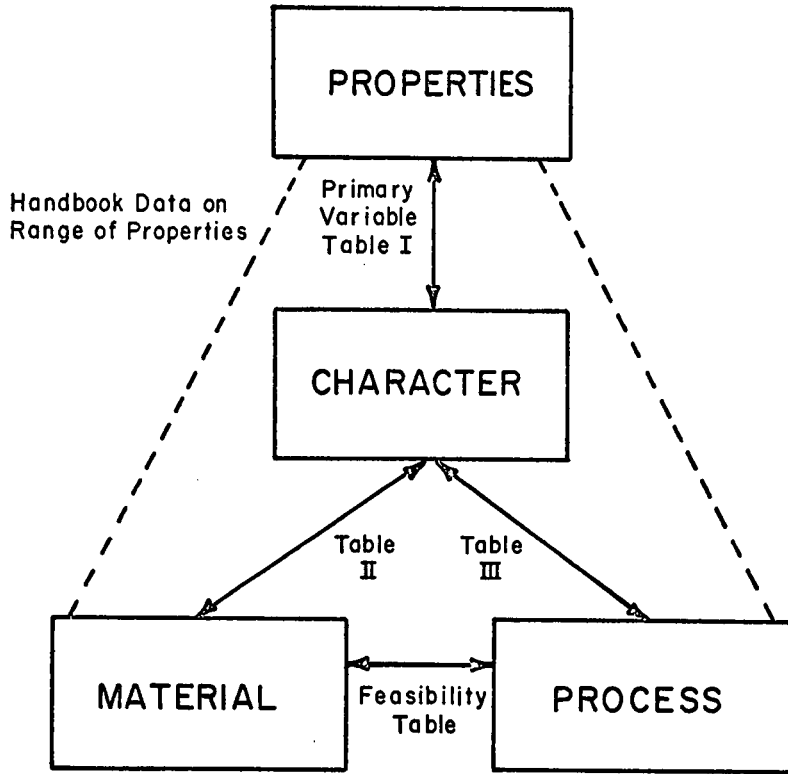 PROPERTIES
Handbook Data on
Range of Properties
Primary
Variable
Table I
CHARACTER
Table
II
Table
III
MATERIAL
Feasibility
Table
PROCESS